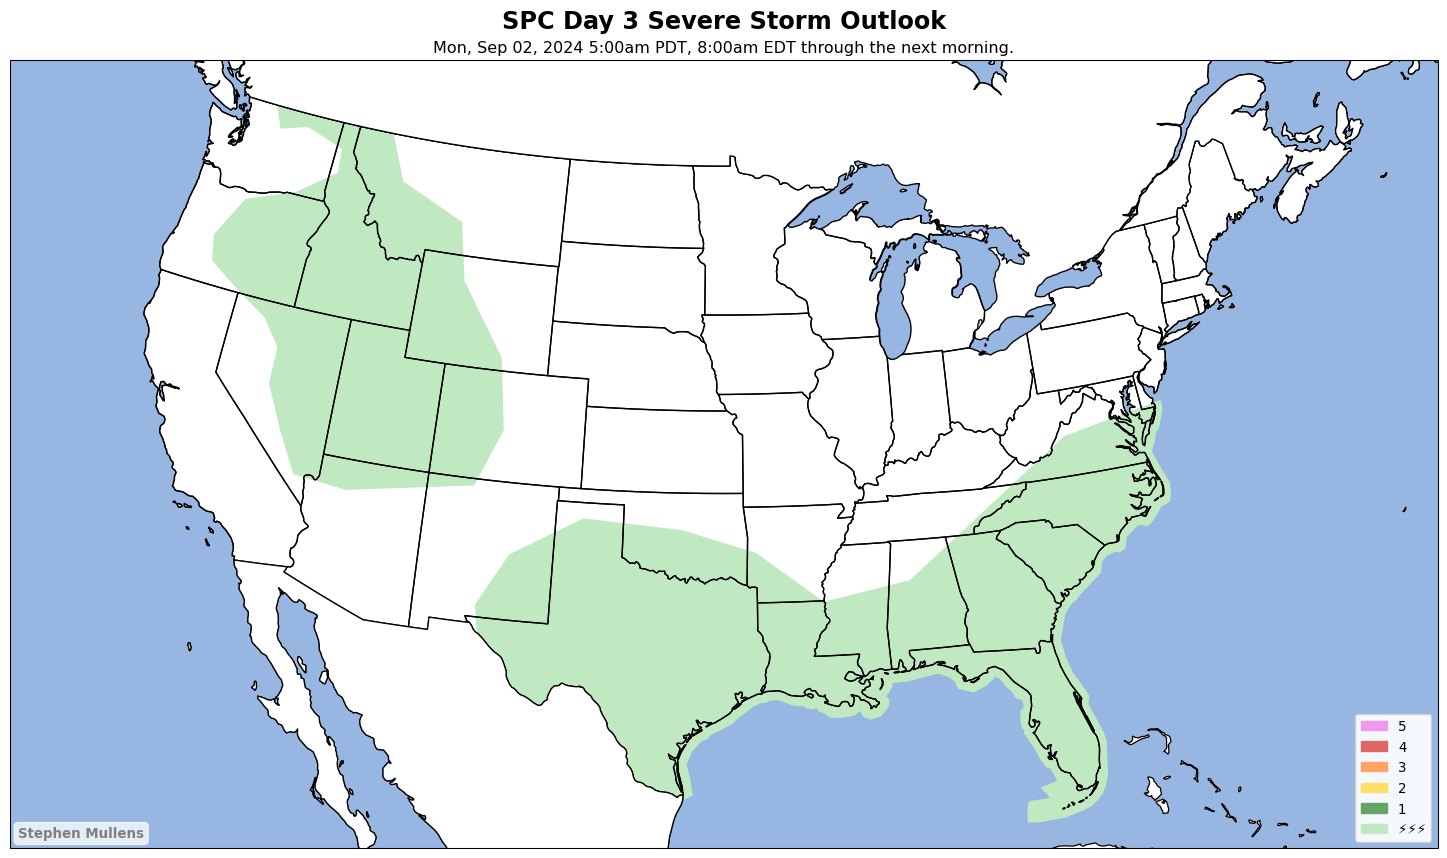 SPC Day 3 Severe Storm Outlook
Mon, Sep 02, 2024 5:00am PDT, 8:00am EDT through the next morning.
5
4
3
2
1
⚡⚡⚡
Stephen Mullens